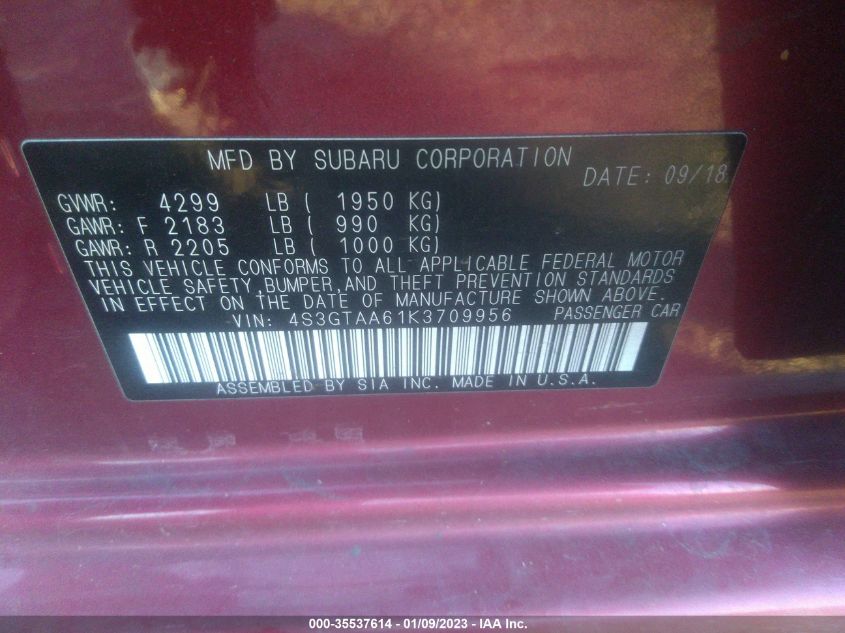 MFD BY SUBARU CORPORATION
DATE: 09/18
GVWR: 4299 LB ( 1950 KG)
GAWR: F 2183 LB ( 990 KG)
GAWR: R 2205 LB ( 1000 KG)
THIS VEHICLE CONFORMS TO ALL APPLICABLE FEDERAL MOTOR
VEHICLE SAFETY, BUMPER, AND THEFT PREVENTION STANDARDS
IN EFFECT ON THE DATE OF MANUFACTURE SHOWN ABOVE.
VIN: 4S3GTAA61K3709956 PASSENGER CAR
ASSEMBLED BY SIA INC. MADE IN U.S.A.
000-35537614 - 01/09/2023 - IAA Inc.